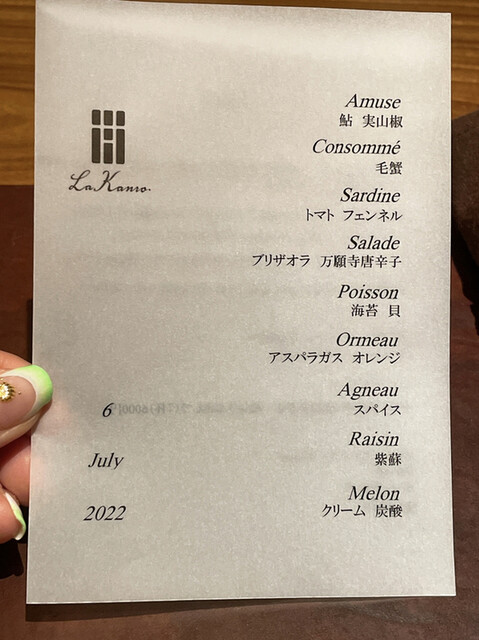 La Kanro.
Amuse
鮎 実山椒
Consommé
毛蟹
Sardine
トマト フェンネル
Salade
ブリザオラ 万願寺唐辛子
Poisson
海苔 貝
Ormeau
アスパラガス オレンジ
Agneau
スパイス
Raisin
紫蘇
Melon
クリーム 炭酸
6
July
2022